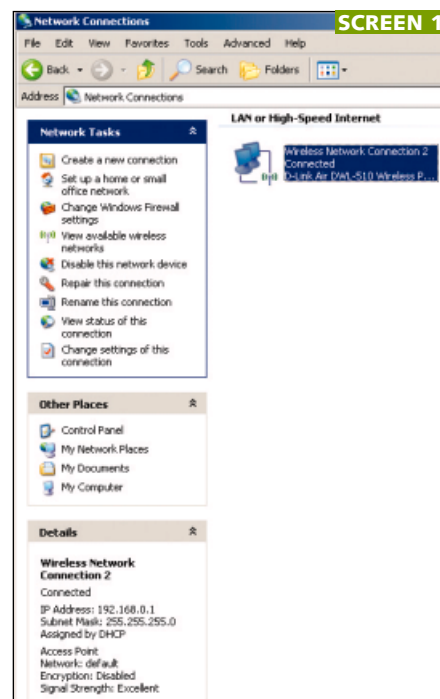 Network Connections
SCREEN 1
File Edit View Favorites Tools Advanced Help
Back Search Folders
Address Network Connections
Network Tasks
Create a new connection
Set up a home or small
office network
Change Windows Firewall
settings
View available wireless
networks
Disable this network device
Repair this connection
Rename this connection
View status of this
connection
Change settings of this
connection
Other Places
Control Panel
My Network Places
My Documents
My Computer
Details
Wireless Network
Connection 2
Connected
IP Address: 192.168.0.1
Subnet Mask: 255.255.255.0
Assigned by DHCP
Access Point
Network: default
Encryption: Disabled
Signal Strength: Excellent
LAN or High-Speed Internet
Wireless Network Connection 2
Connected
D-Link Air DWL-510 Wireless P...